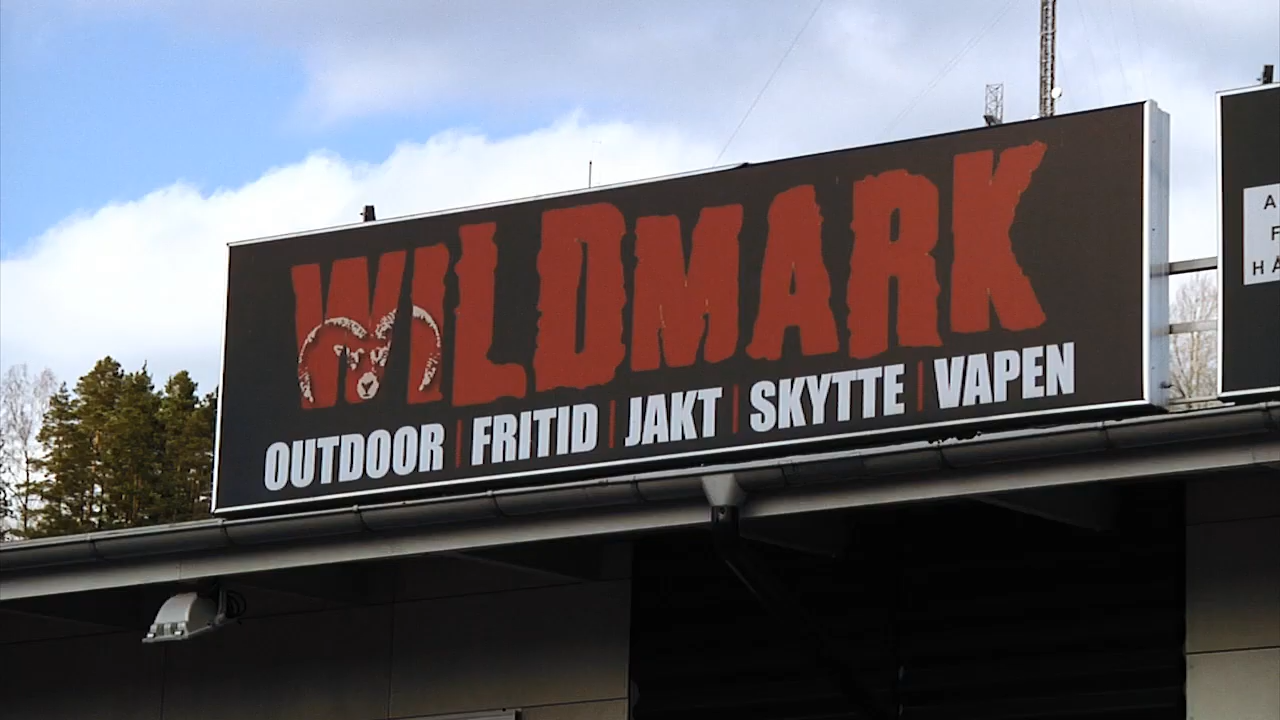 WILDMARK
OUTDOOR | FRITID | JAKT | SKYTTE | VAPEN